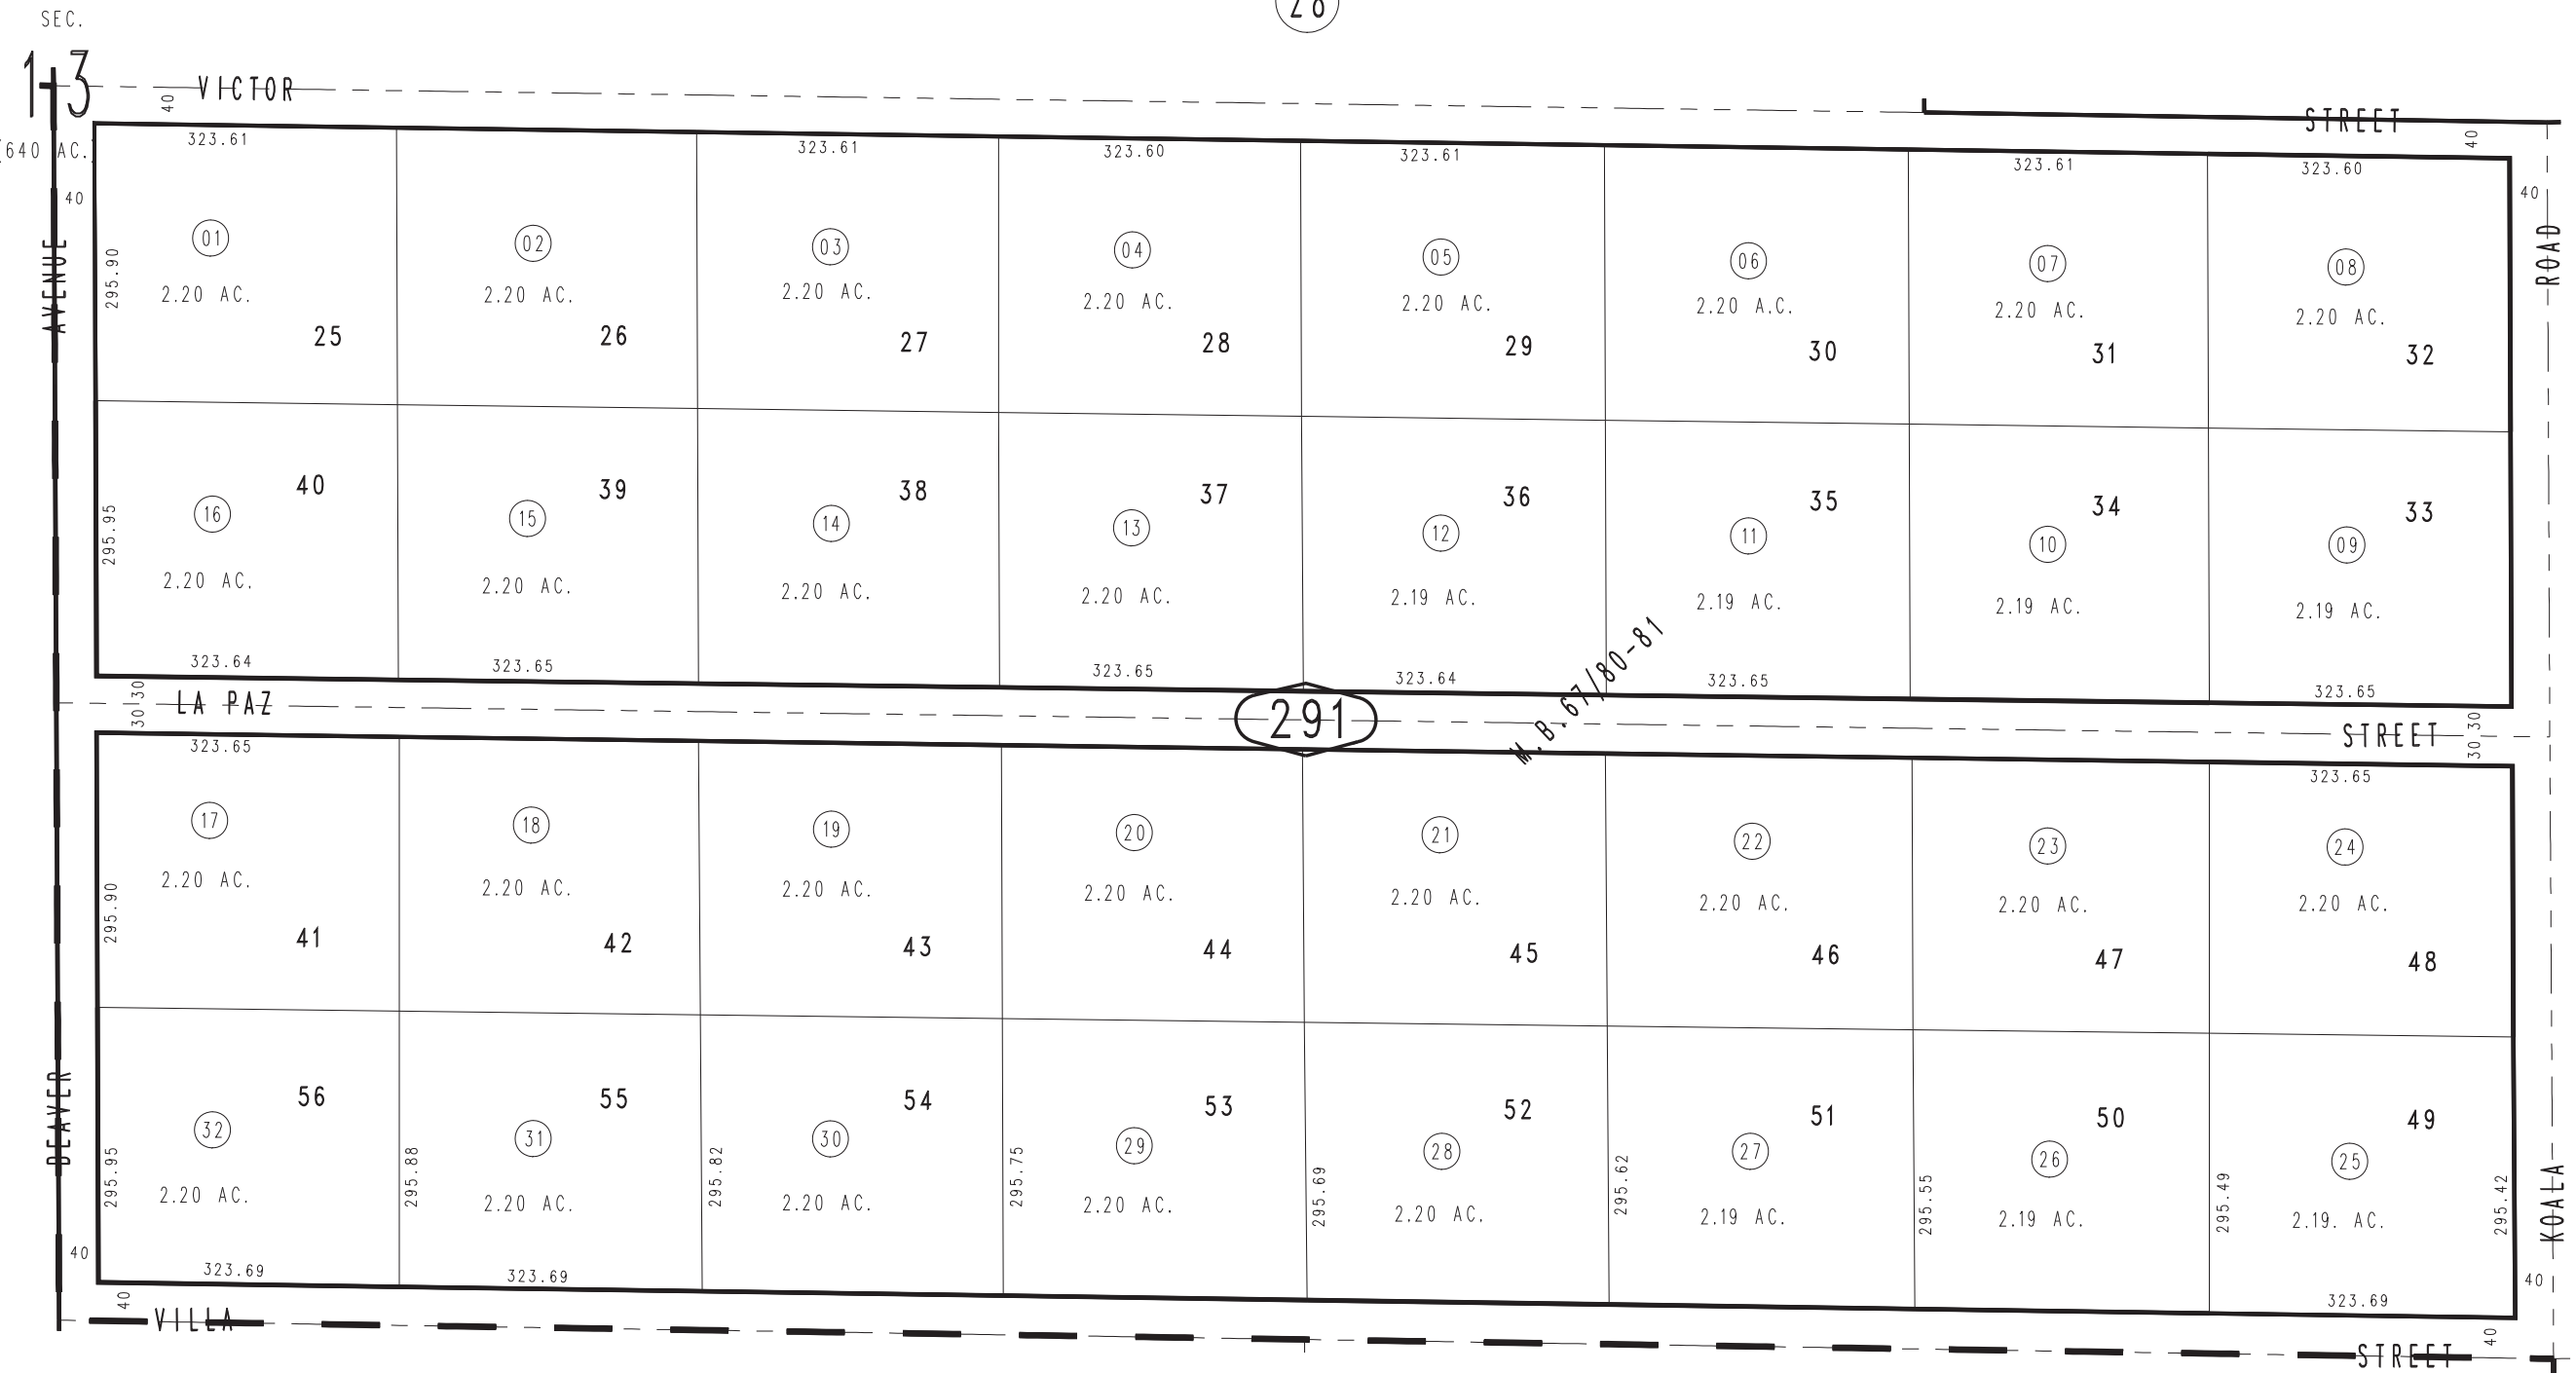 SEC.
13
(640 AC.)
28
VICTOR STREET
40
40
40
40
AVENUE
ROAD
323.61
323.61
323.60
323.61
323.61
323.60
295.90
01
02
03
04
05
06
07
08
2.20 AC.
2.20 AC.
2.20 AC.
2.20 AC.
2.20 AC.
2.20 A.C.
2.20 AC.
2.20 AC.
25
26
27
28
29
30
31
32
40
39
38
37
36
35
34
33
295.95
16
15
14
13
12
11
10
09
2.20 AC.
2.20 AC.
2.20 AC.
2.20 AC.
2.19 AC.
2.19 AC.
2.19 AC.
2.19 AC.
323.64
323.65
323.65
323.64
323.65
323.65
30 30
LA PAZ STREET
291
M.B. 67/80-81
30 30
323.65
323.65
17
18
19
20
21
22
23
24
295.90
2.20 AC.
2.20 AC.
2.20 AC.
2.20 AC.
2.20 AC.
2.20 AC.
2.20 AC.
2.20 AC.
41
42
43
44
45
46
47
48
DEAVER
KOALA
56
55
54
53
52
51
50
49
32
31
30
29
28
27
26
25
295.95
295.88
295.82
295.75
295.69
295.62
295.55
295.49
295.42
2.20 AC.
2.20 AC.
2.20 AC.
2.20 AC.
2.20 AC.
2.19 AC.
2.19 AC.
2.19. AC.
40
40
323.69
323.69
323.69
40
40
VILLA STREET